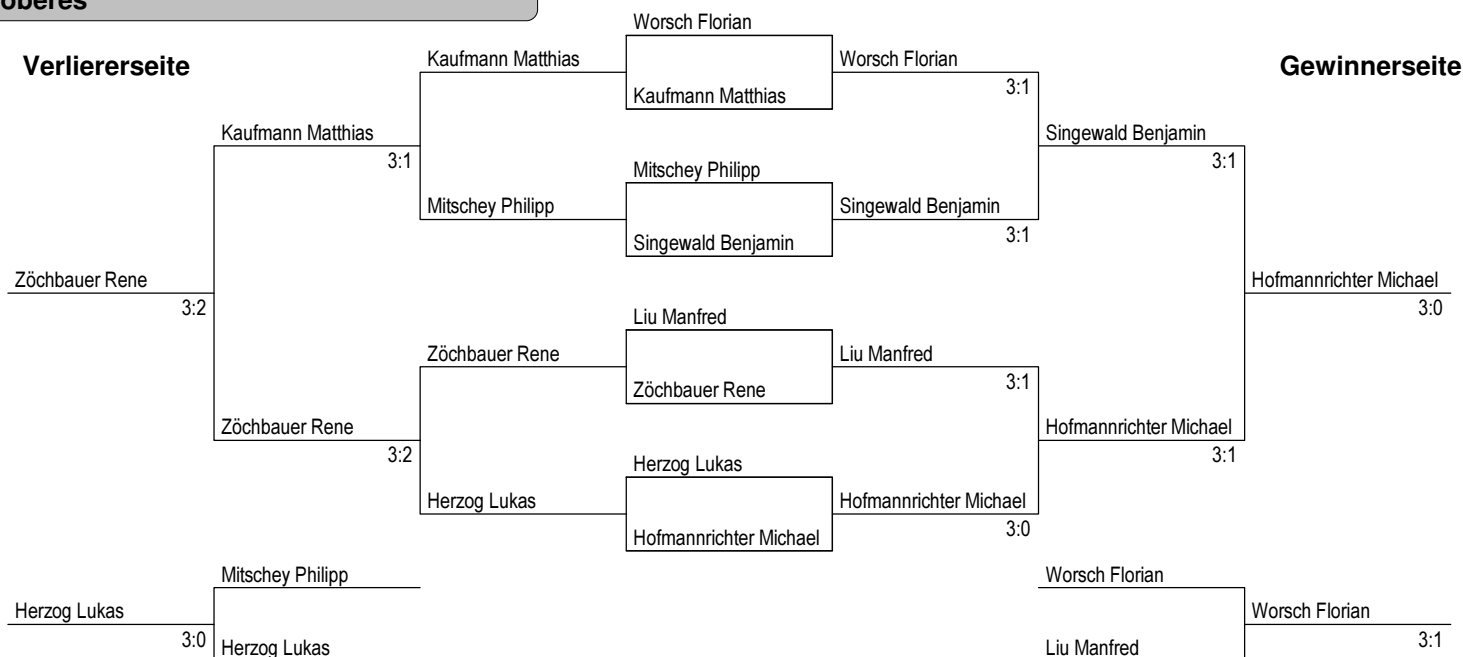 oberes
Verliererseite
Gewinnerseite
Worsch Florian
Kaufmann Matthias
Worsch Florian
3:1
Kaufmann Matthias
Kaufmann Matthias
3:1
Singewald Benjamin
3:1
Mitschey Philipp
Mitschey Philipp
Singewald Benjamin
3:1
Singewald Benjamin
Zöchbauer Rene
3:2
Hofmannrichter Michael
3:0
Liu Manfred
Zöchbauer Rene
Liu Manfred
3:1
Zöchbauer Rene
Zöchbauer Rene
3:2
Hofmannrichter Michael
3:1
Herzog Lukas
Herzog Lukas
Hofmannrichter Michael
3:0
Hofmannrichter Michael
Mitschey Philipp
Worsch Florian
Herzog Lukas
3:0
Worsch Florian
3:1
Herzog Lukas
Liu Manfred